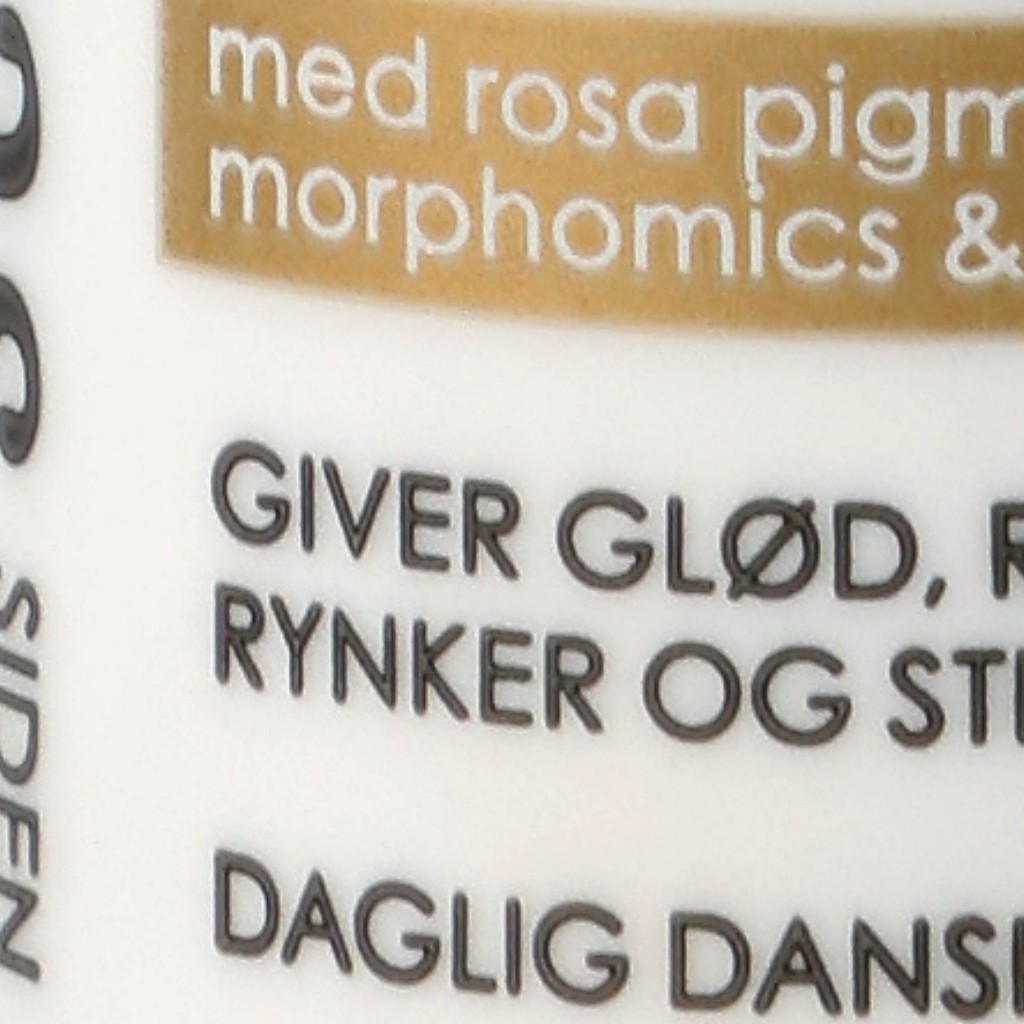 med rosa pigm
morphomics &
GIVER GLØD, R
RYNKER OG ST
DAGLIG DANS
SIDEN